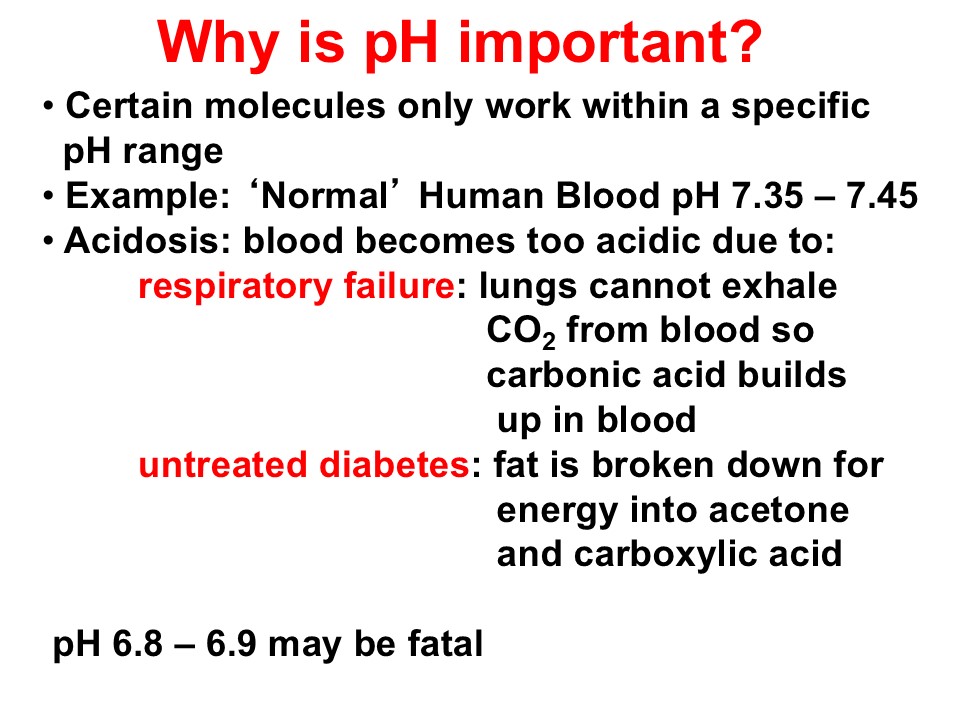 Why is pH important?
• Certain molecules only work within a specific
pH range
• Example: ‘Normal’ Human Blood pH 7.35 – 7.45
• Acidosis: blood becomes too acidic due to:
respiratory failure: lungs cannot exhale
CO₂ from blood so
carbonic acid builds
up in blood
untreated diabetes: fat is broken down for
energy into acetone
and carboxylic acid
pH 6.8 – 6.9 may be fatal